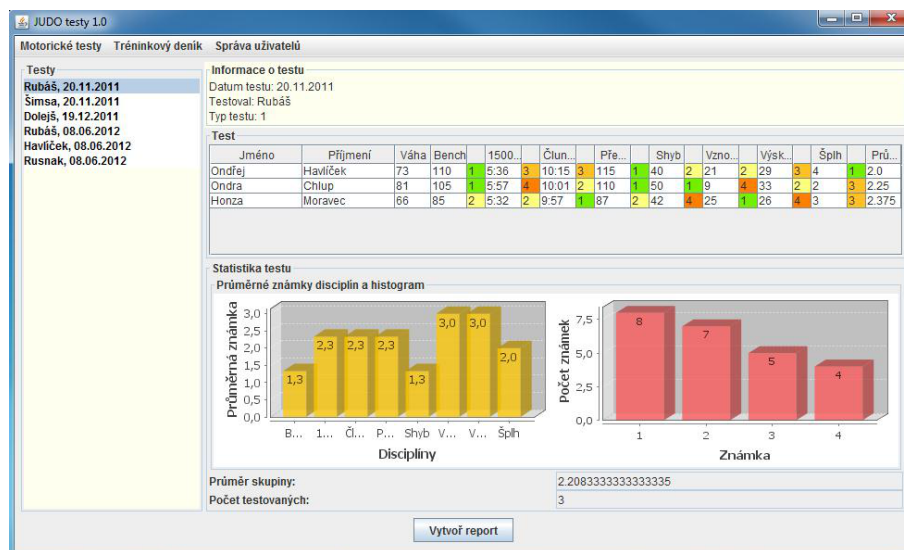 JUDO testy 1.0
Motorické testy Tréninkový deník Správa uživatelů
Testy
Rubáš, 20.11.2011
Šimsa, 20.11.2011
Dolejš, 19.12.2011
Rubáš, 08.06.2012
Havlíček, 08.06.2012
Rusnak, 08.06.2012
Informace o testu
Datum testu: 20.11.2011
Testoval: Rubáš
Typ testu: 1
Test
Jméno Příjmení Váha Bench 1500... Člun... Pře... Shyb Vzno... Výsk... Šplh Prů...
Ondřej Havlíček 73 110 1 5:36 3 10:15 3 115 1 40 2 21 2 29 3 4 1 2.0
Ondra Chlup 81 105 1 5:57 4 10:01 2 110 1 50 1 9 4 33 2 2 3 2.25
Honza Moravec 66 85 2 5:32 2 9:57 1 87 2 42 4 25 1 26 4 3 3 2.375
Statistika testu
Průměrné známky disciplín a histogram
Průměrná známka
3,0
2,5
2,0
1,5
1,0
0,5
0,0
1,3 2,3 2,3 2,3 1,3 3,0 3,0 2,0
B... 1... Čl... P... Shyb V... V... Šplh
Disciplíny
Počet známek
7,5
5,0
2,5
0,0
8 7 5 4
1 2 3 4
Známka
Průměr skupiny: 2.2083333333333335
Počet testovaných: 3
Vytvoř report